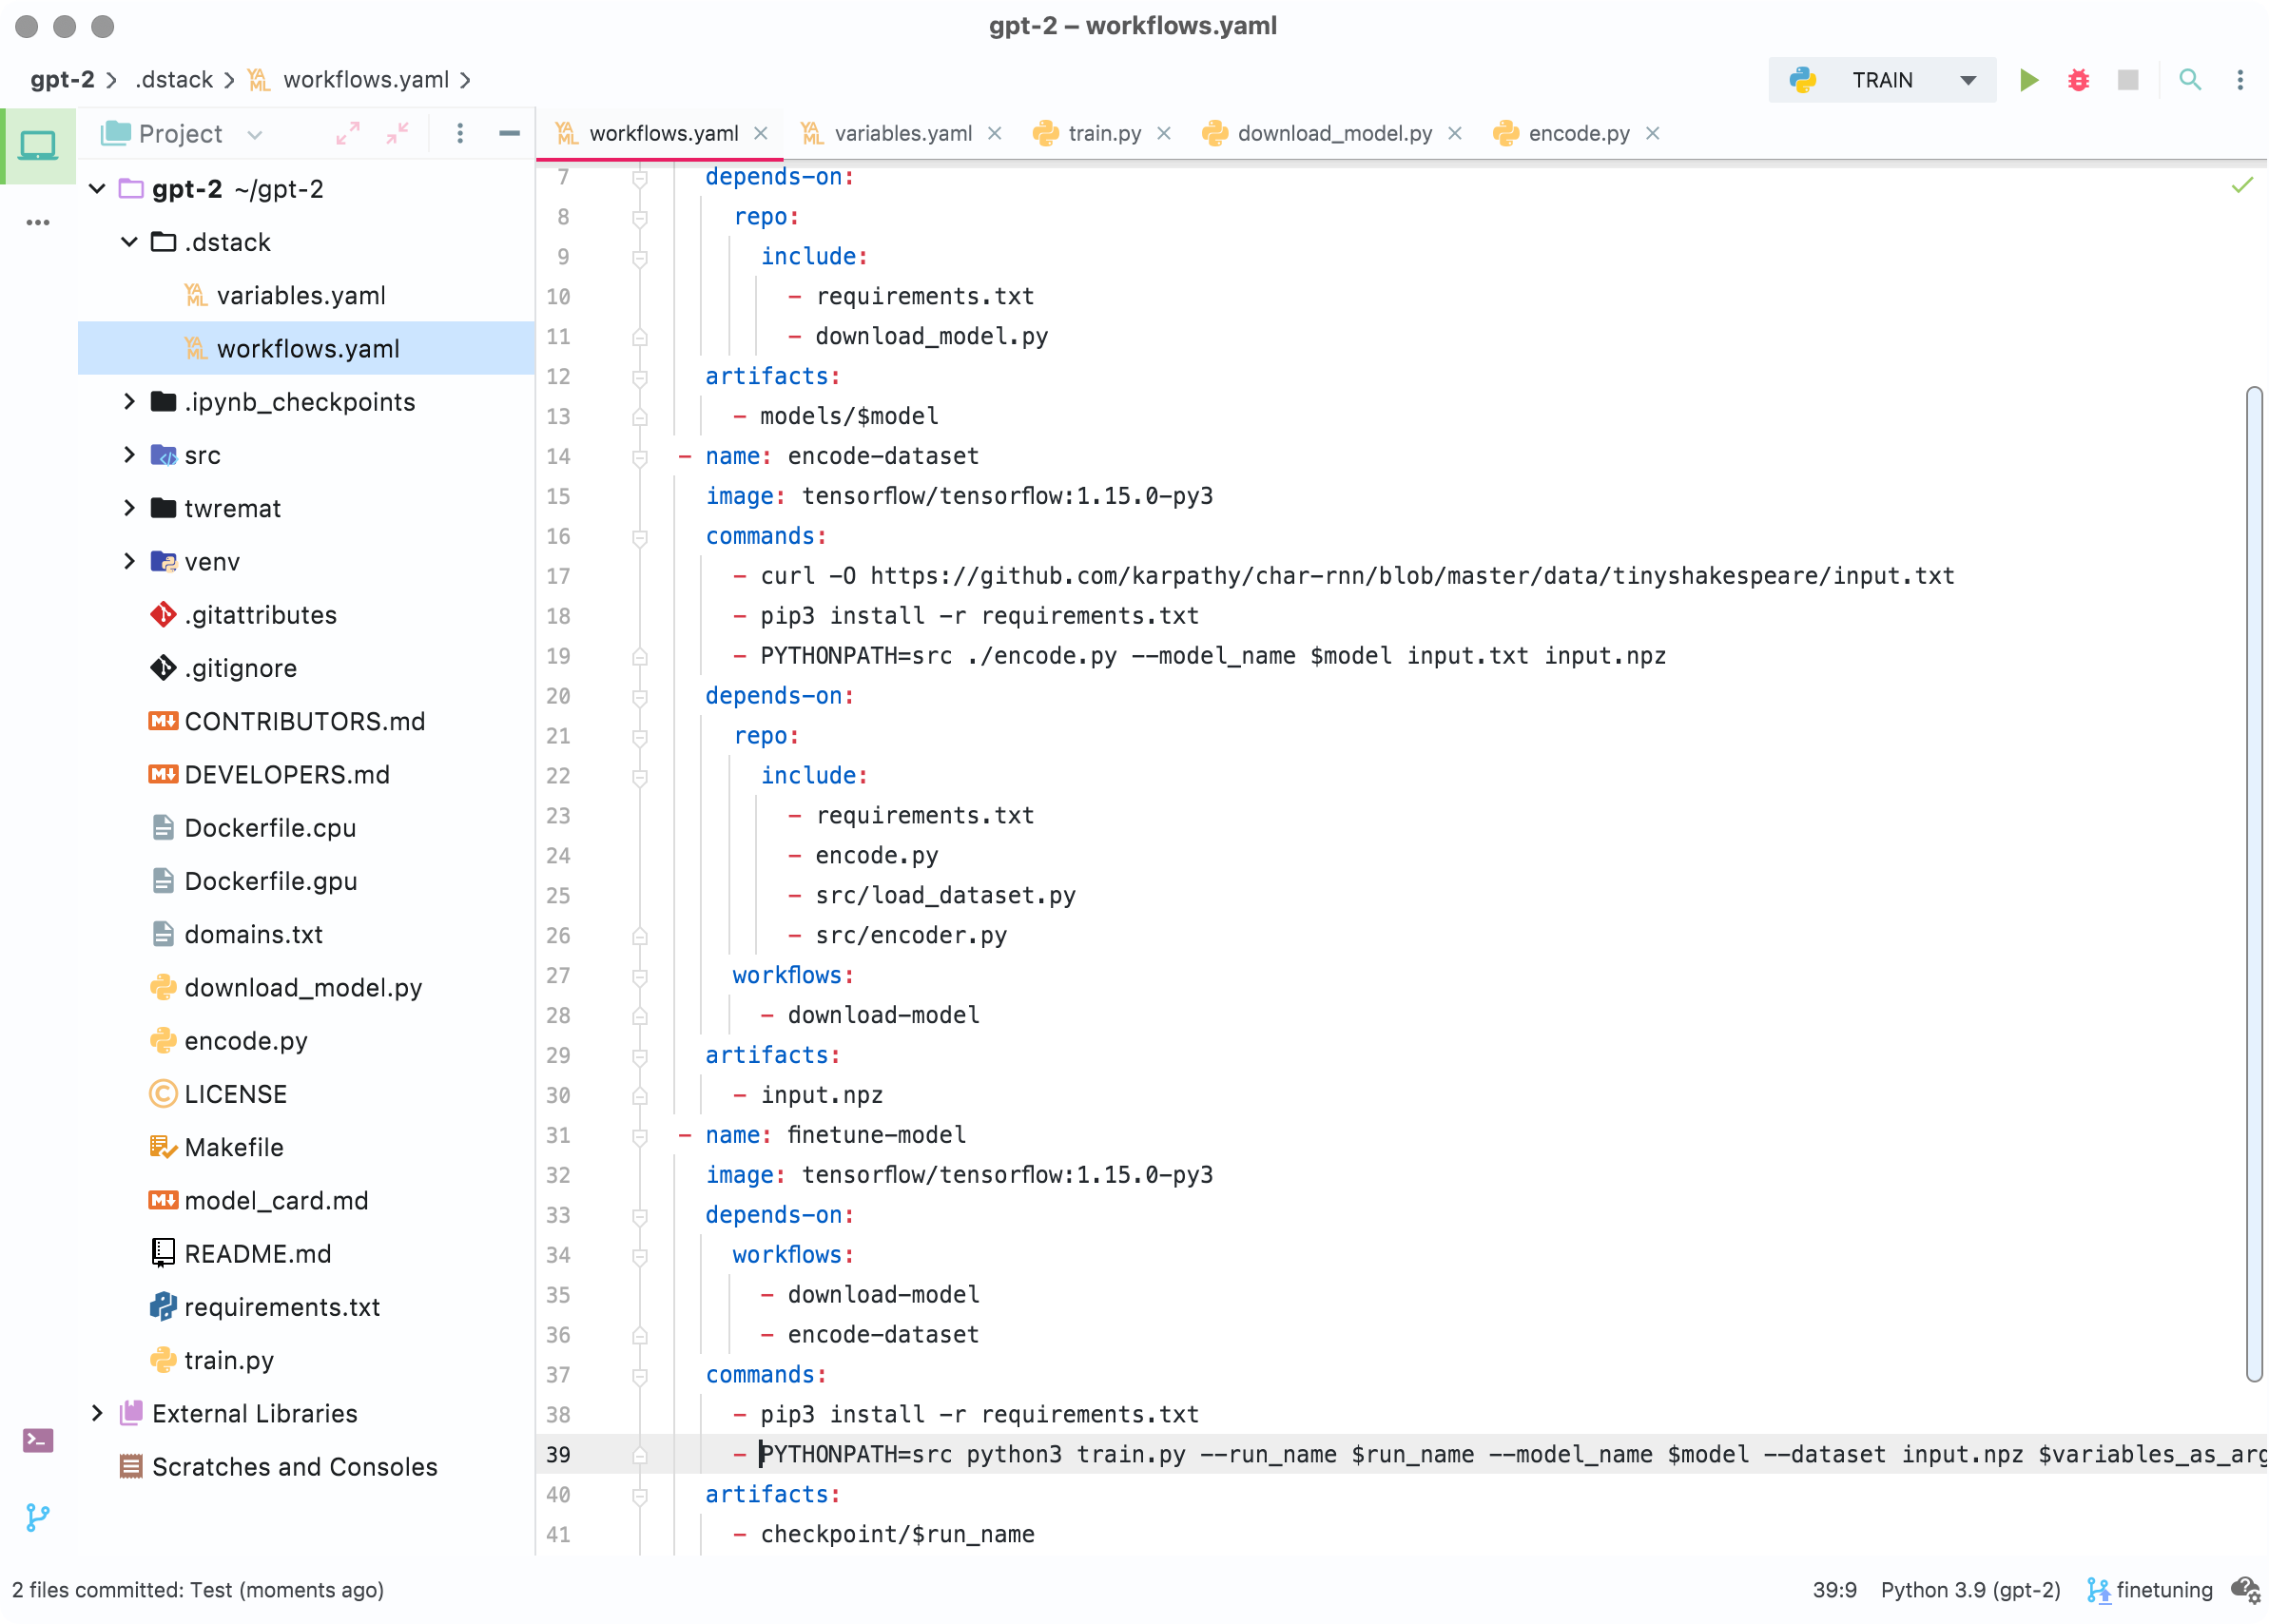 gpt-2 – workflows.yaml
gpt-2 .dstack workflows.yaml
TRAIN
Project
gpt-2 ~/gpt-2
.dstack
variables.yaml
workflows.yaml
.ipynb_checkpoints
src
twremat
venv
.gitattributes
.gitignore
CONTRIBUTORS.md
DEVELOPERS.md
Dockerfile.cpu
Dockerfile.gpu
domains.txt
download_model.py
encode.py
LICENSE
Makefile
model_card.md
README.md
requirements.txt
train.py
External Libraries
Scratches and Consoles
workflows.yaml variables.yaml train.py download_model.py encode.py
7 depends-on:
8 repo:
9 include:
10 - requirements.txt
11 - download_model.py
12 artifacts:
13 - models/$model
14 - name: encode-dataset
15 image: tensorflow/tensorflow:1.15.0-py3
16 commands:
17 - curl -O https://github.com/karpathy/char-rnn/blob/master/data/tinyshakespeare/input.txt
18 - pip3 install -r requirements.txt
19 - PYTHONPATH=src ./encode.py --model_name $model input.txt input.npz
20 depends-on:
21 repo:
22 include:
23 - requirements.txt
24 - encode.py
25 - src/load_dataset.py
26 - src/encoder.py
27 workflows:
28 - download-model
29 artifacts:
30 - input.npz
31 - name: finetune-model
32 image: tensorflow/tensorflow:1.15.0-py3
33 depends-on:
34 workflows:
35 - download-model
36 - encode-dataset
37 commands:
38 - pip3 install -r requirements.txt
39 - PYTHONPATH=src python3 train.py --run_name $run_name --model_name $model --dataset input.npz $variables_as_arg
40 artifacts:
41 - checkpoint/$run_name
2 files committed: Test (moments ago)
39:9 Python 3.9 (gpt-2) finetuning